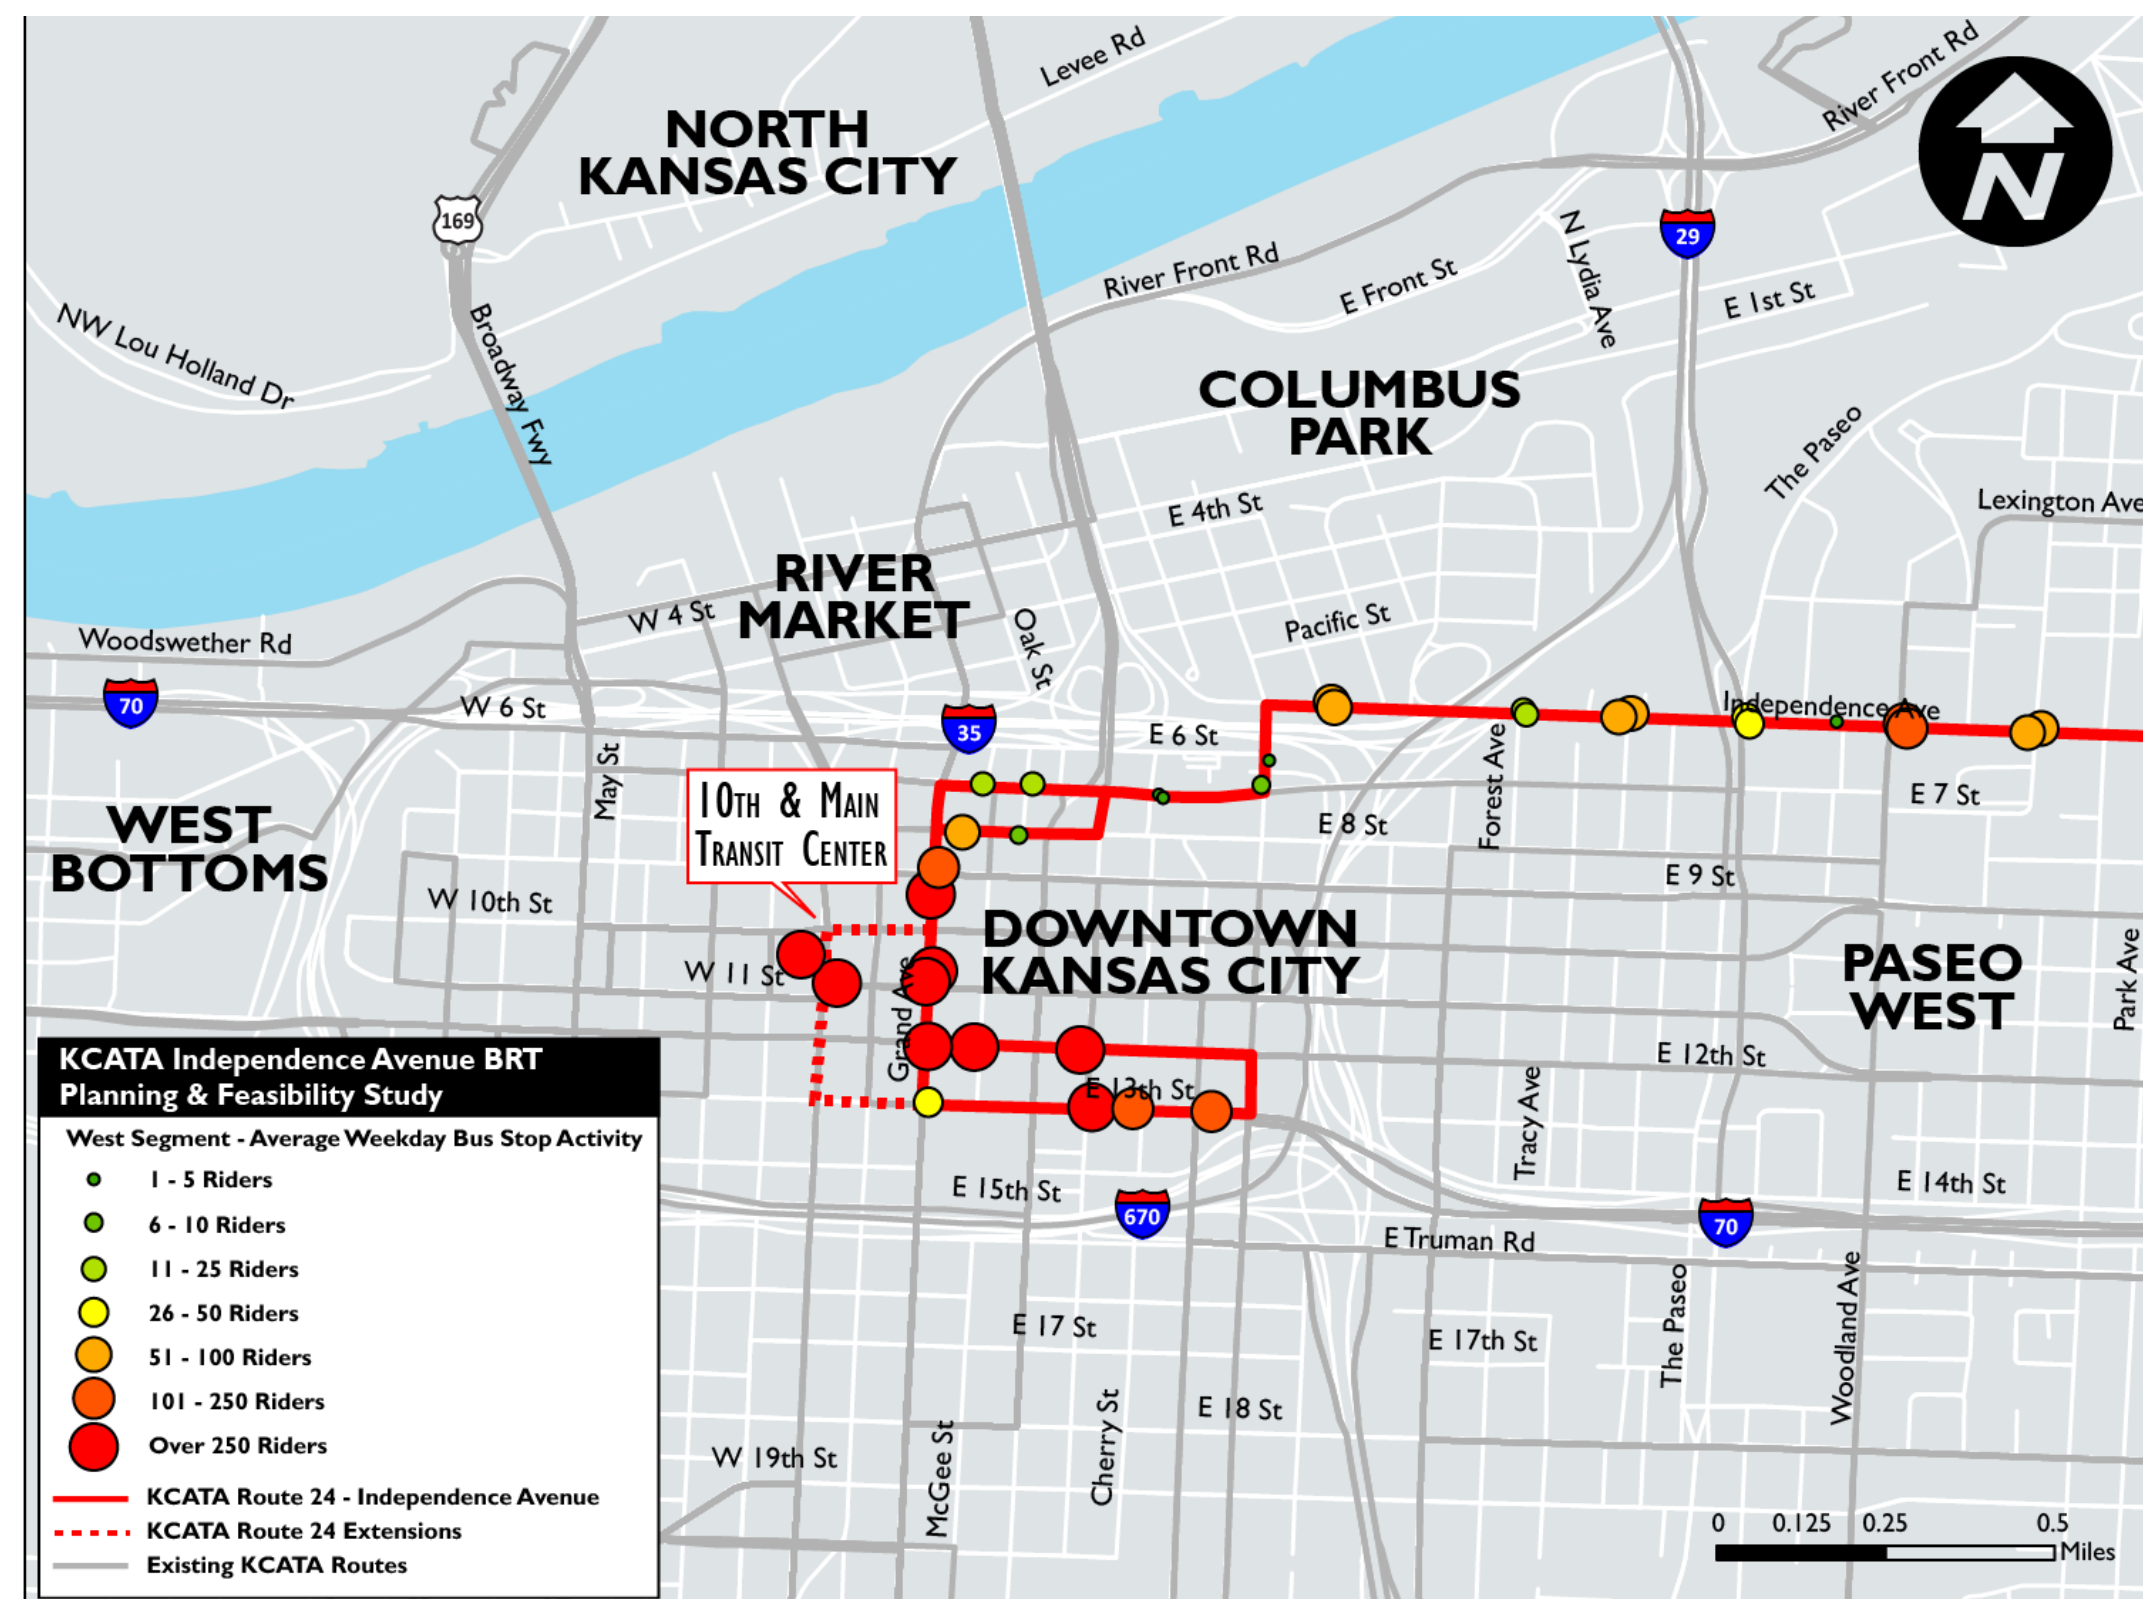 Levee Rd
River Front Rd
NORTH
KANSAS CITY
N
169
29
River Front Rd
E Front St
N Lydia Ave
E 1st St
NW Lou Holland Dr
Broadway Fwy
COLUMBUS
PARK
The Paseo
Lexington Ave
E 4th St
RIVER
MARKET
W 4 St
Oak St
Pacific St
Woodswether Rd
70
W 6 St
35
E 6 St
Independence Ave
May St
10TH & MAIN
TRANSIT CENTER
Forest Ave
E 7 St
WEST
BOTTOMS
E 8 St
E 9 St
W 10th St
DOWNTOWN
KANSAS CITY
W 11 St
Grand Ave
PASEO
WEST
Park Ave
E 12th St
E 13th St
Tracy Ave
E 14th St
E 15th St
670
70
E Truman Rd
E 17 St
E 17th St
The Paseo
Woodland Ave
E 18 St
Cherry St
McGee St
W 19th St
KCATA Independence Avenue BRT
Planning & Feasibility Study
West Segment - Average Weekday Bus Stop Activity
1 - 5 Riders
6 - 10 Riders
11 - 25 Riders
26 - 50 Riders
51 - 100 Riders
101 - 250 Riders
Over 250 Riders
KCATA Route 24 - Independence Avenue
KCATA Route 24 Extensions
Existing KCATA Routes
0 0.125 0.25 0.5
Miles